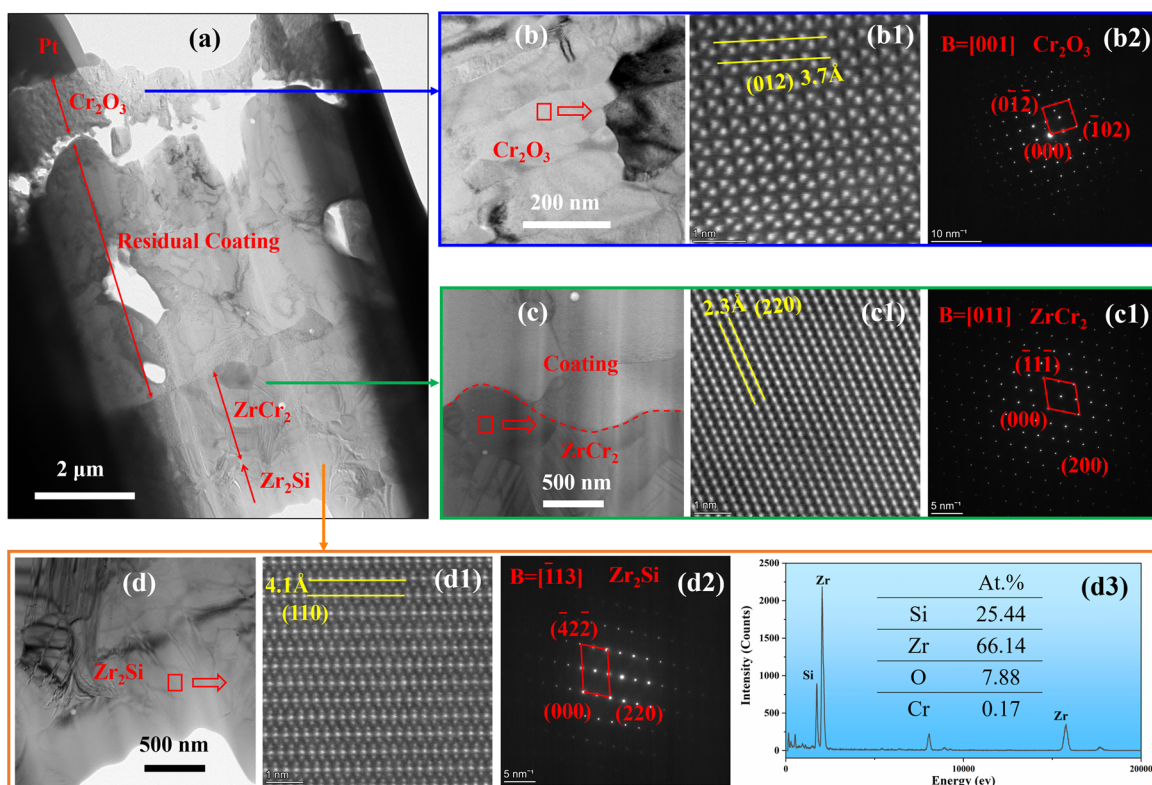 (a)
Pt
Cr₂O₃
Residual Coating
ZrCr₂
Zr₂Si
2 μm
(b)
Cr₂O₃
200 nm
(b1)
(012) 3.7Å
1 nm
B=[001] Cr₂O₃ (b2)
(01̅2̅)
(1̅02)
(000)
10 nm⁻¹
(c)
Coating
ZrCr₂
500 nm
2.3Å (220) (c1)
1 nm
B=[011] ZrCr₂ (c1)
(1̅11̅)
(000)
(200)
5 nm⁻¹
(d)
Zr₂Si
500 nm
(d1)
4.1Å
(110)
1 nm
B=[1̅13] Zr₂Si (d2)
(4̅22̅)
(000) (220)
5 nm⁻¹
(d3)
Intensity (Counts)
2500
2000
1500
1000
500
0
Zr
Si
Zr
At.%
Si 25.44
Zr 66.14
O 7.88
Cr 0.17
0 10000 20000
Energy (ev)